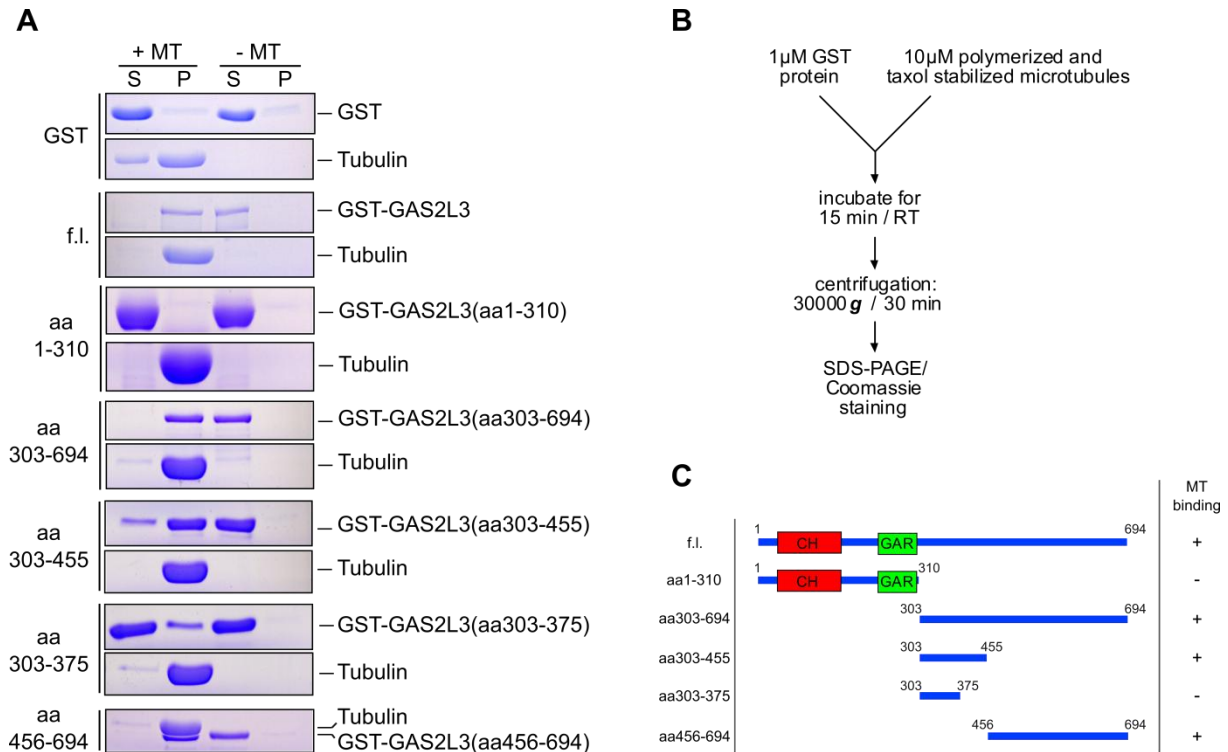 A
+ MT - MT
S P S P
GST
GST
Tubulin
f.l.
GST-GAS2L3
Tubulin
aa
1-310
GST-GAS2L3(aa1-310)
Tubulin
aa
303-694
GST-GAS2L3(aa303-694)
Tubulin
aa
303-455
GST-GAS2L3(aa303-455)
Tubulin
aa
303-375
GST-GAS2L3(aa303-375)
Tubulin
aa
456-694
Tubulin
GST-GAS2L3(aa456-694)
B
1µM GST
protein
10µM polymerized and
taxol stabilized microtubules
incubate for
15 min / RT
centrifugation:
30000 g / 30 min
SDS-PAGE/
Coomassie
staining
C
MT
binding
f.l. 1 CH GAR 694 +
aa1-310 1 CH GAR 310 -
aa303-694 303 694 +
aa303-455 303 455 +
aa303-375 303 375 -
aa456-694 456 694 +